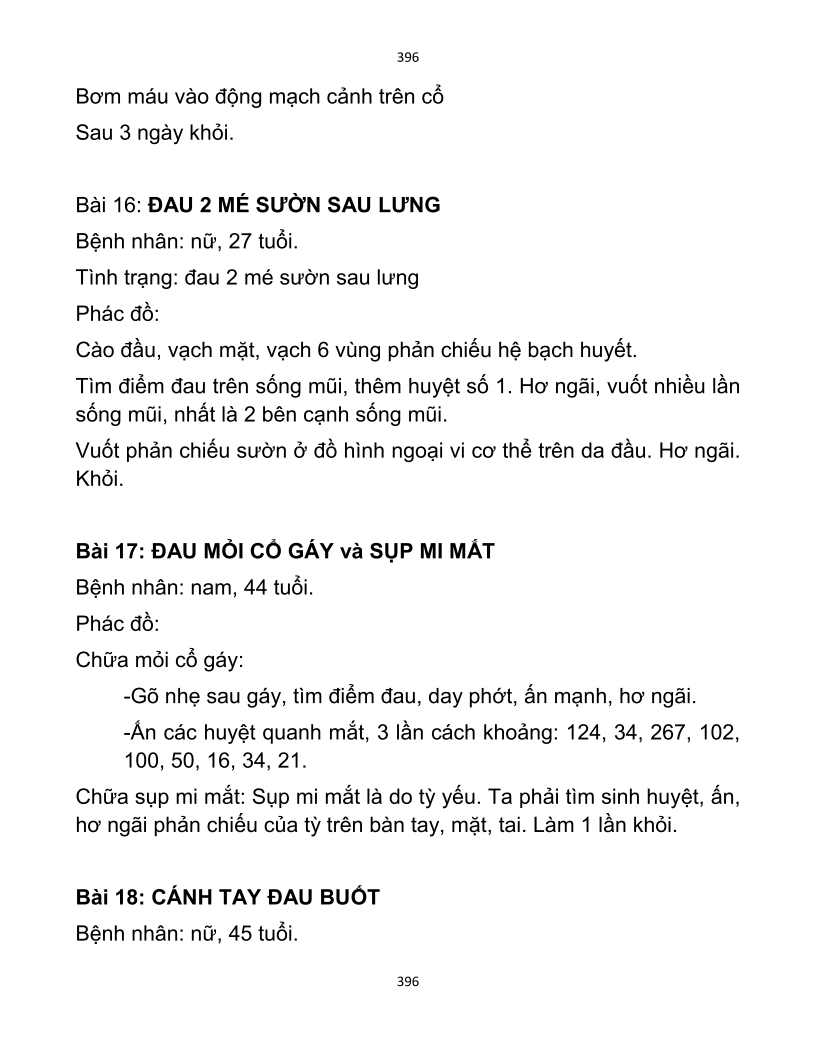 396
Bơm máu vào động mạch cảnh trên cổ
Sau 3 ngày khỏi.
Bài 16: ĐAU 2 MÉ SƯỜN SAU LƯNG
Bệnh nhân: nữ, 27 tuổi.
Tình trạng: đau 2 mé sườn sau lưng
Phác đồ:
Cào đầu, vạch mặt, vạch 6 vùng phản chiếu hệ bạch huyết.
Tìm điểm đau trên sống mũi, thêm huyệt số 1. Hơ ngãi, vuốt nhiều lần
sống mũi, nhất là 2 bên cạnh sống mũi.
Vuốt phản chiếu sườn ở đồ hình ngoại vi cơ thể trên da đầu. Hơ ngãi.
Khỏi.
Bài 17: ĐAU MỎI CỔ GÁY và SỤP MI MẮT
Bệnh nhân: nam, 44 tuổi.
Phác đồ:
Chữa mỏi cổ gáy:
-Gõ nhẹ sau gáy, tìm điểm đau, day phớt, ấn mạnh, hơ ngãi.
-Ấn các huyệt quanh mắt, 3 lần cách khoảng: 124, 34, 267, 102,
100, 50, 16, 34, 21.
Chữa sụp mi mắt: Sụp mi mắt là do tỳ yếu. Ta phải tìm sinh huyệt, ấn,
hơ ngãi phản chiếu của tỳ trên bàn tay, mặt, tai. Làm 1 lần khỏi.
Bài 18: CÁNH TAY ĐAU BUỐT
Bệnh nhân: nữ, 45 tuổi.
396